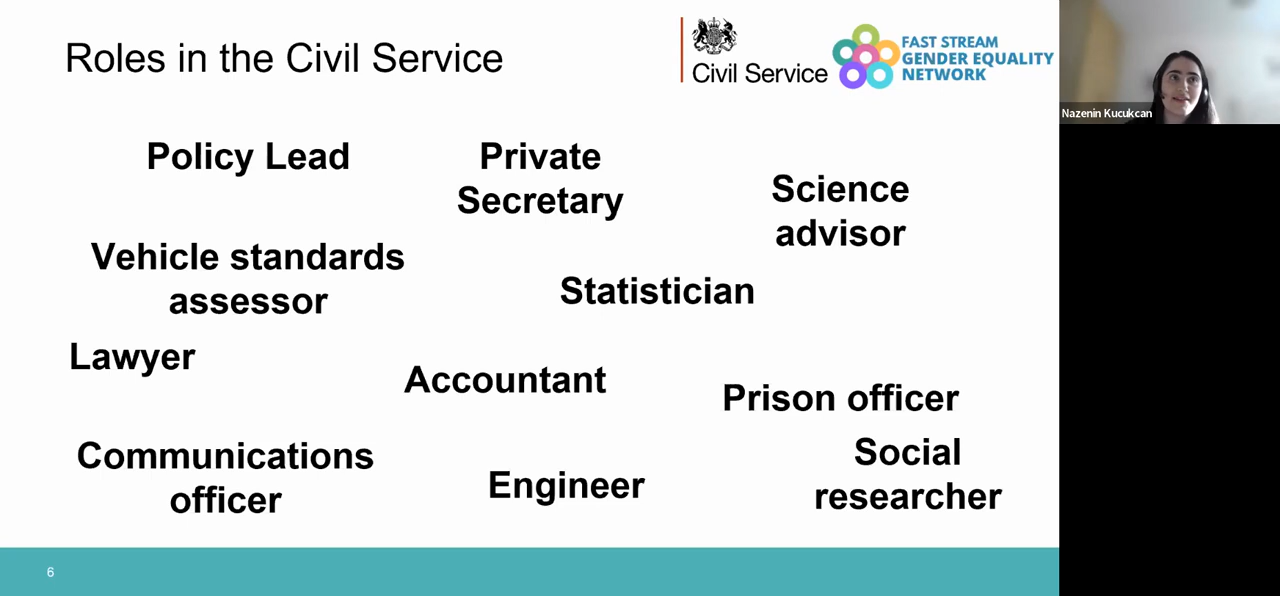 Roles in the Civil Service
Civil Service
FAST STREAM
GENDER EQUALITY
NETWORK
Nazenin Kucukcan
Policy Lead
Private
Secretary
Science
advisor
Vehicle standards
assessor
Statistician
Lawyer
Accountant
Prison officer
Communications
officer
Engineer
Social
researcher
6